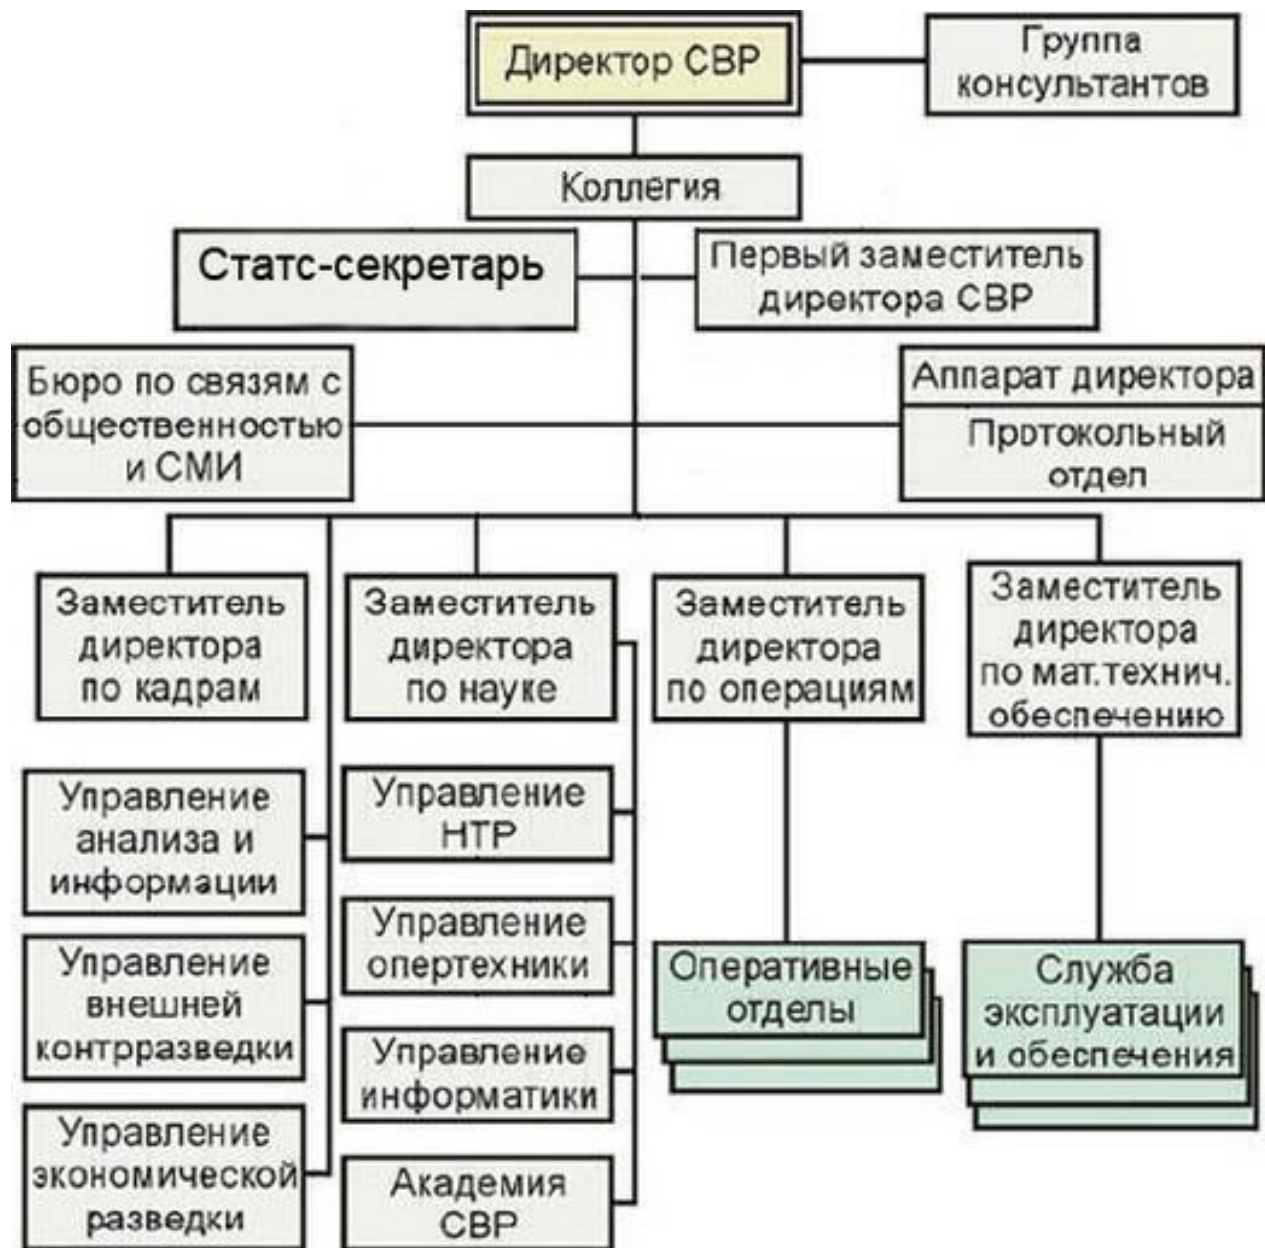 Директор СВР
Группа
консультантов
Коллегия
Статс-секретарь
Первый заместитель
директора СВР
Бюро по связям с
общественностью
и СМИ
Аппарат директора
Протокольный
отдел
Заместитель
директора
по кадрам
Заместитель
директора
по науке
Заместитель
директора
по операциям
Заместитель
директора
по мат.технич.
обеспечению
Управление
анализа и
информации
Управление
внешней
контрразведки
Управление
экономической
разведки
Управление
НТР
Управление
опертехники
Управление
информатики
Академия
СВР
Оперативные
отделы
Служба
эксплуатации
и обеспечения